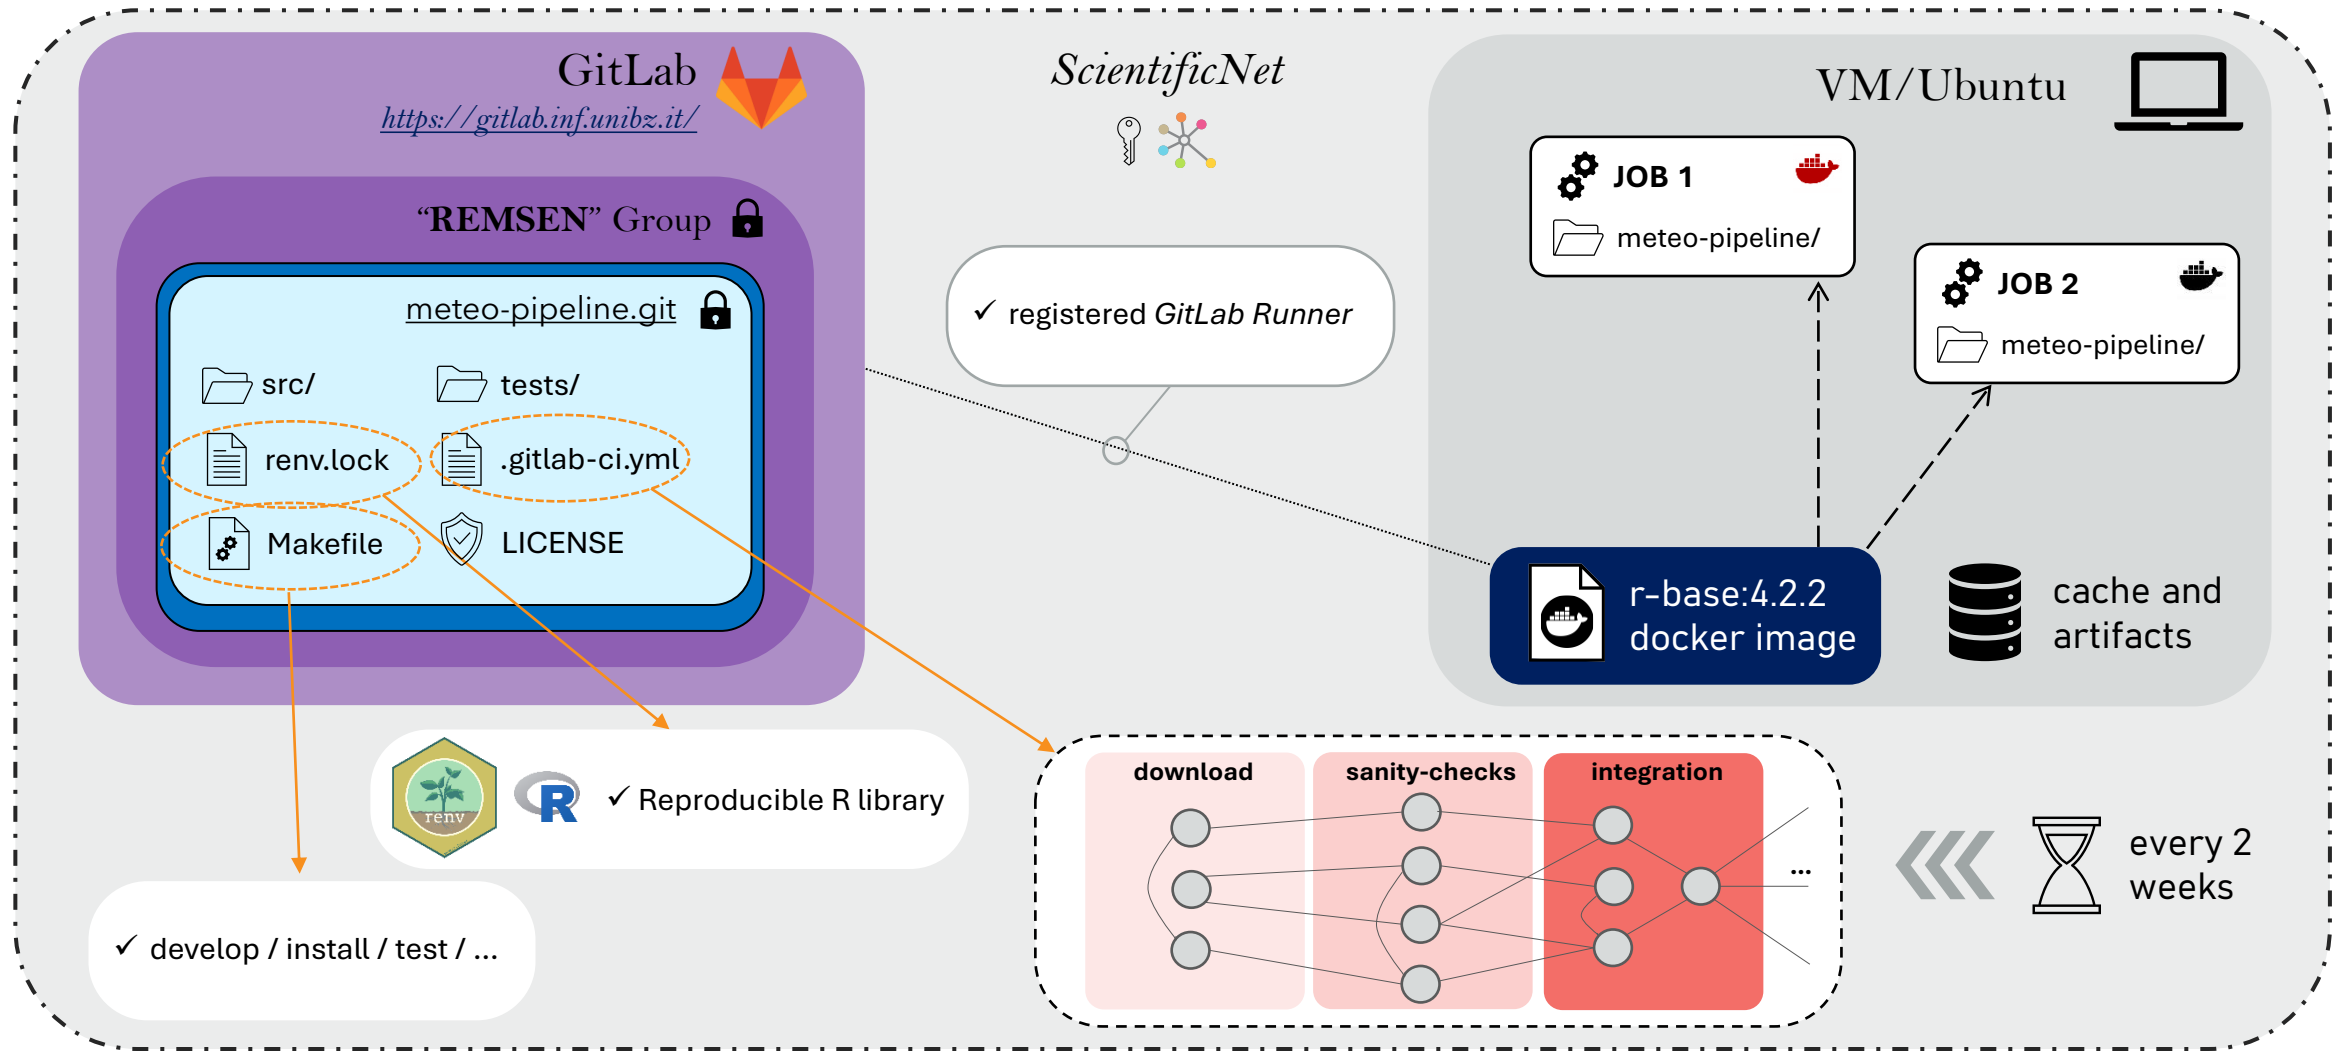 GitLab
https://gitlab.inf.unibz.it/
“REMSEN” Group
meteo-pipeline.git
src/
tests/
renv.lock
.gitlab-ci.yml
Makefile
LICENSE
ScientificNet
✓ registered GitLab Runner
VM/Ubuntu
JOB 1
meteo-pipeline/
JOB 2
meteo-pipeline/
r-base:4.2.2
docker image
cache and
artifacts
renv
R
✓ Reproducible R library
✓ develop / install / test / ...
download
sanity-checks
integration
...
every 2
weeks